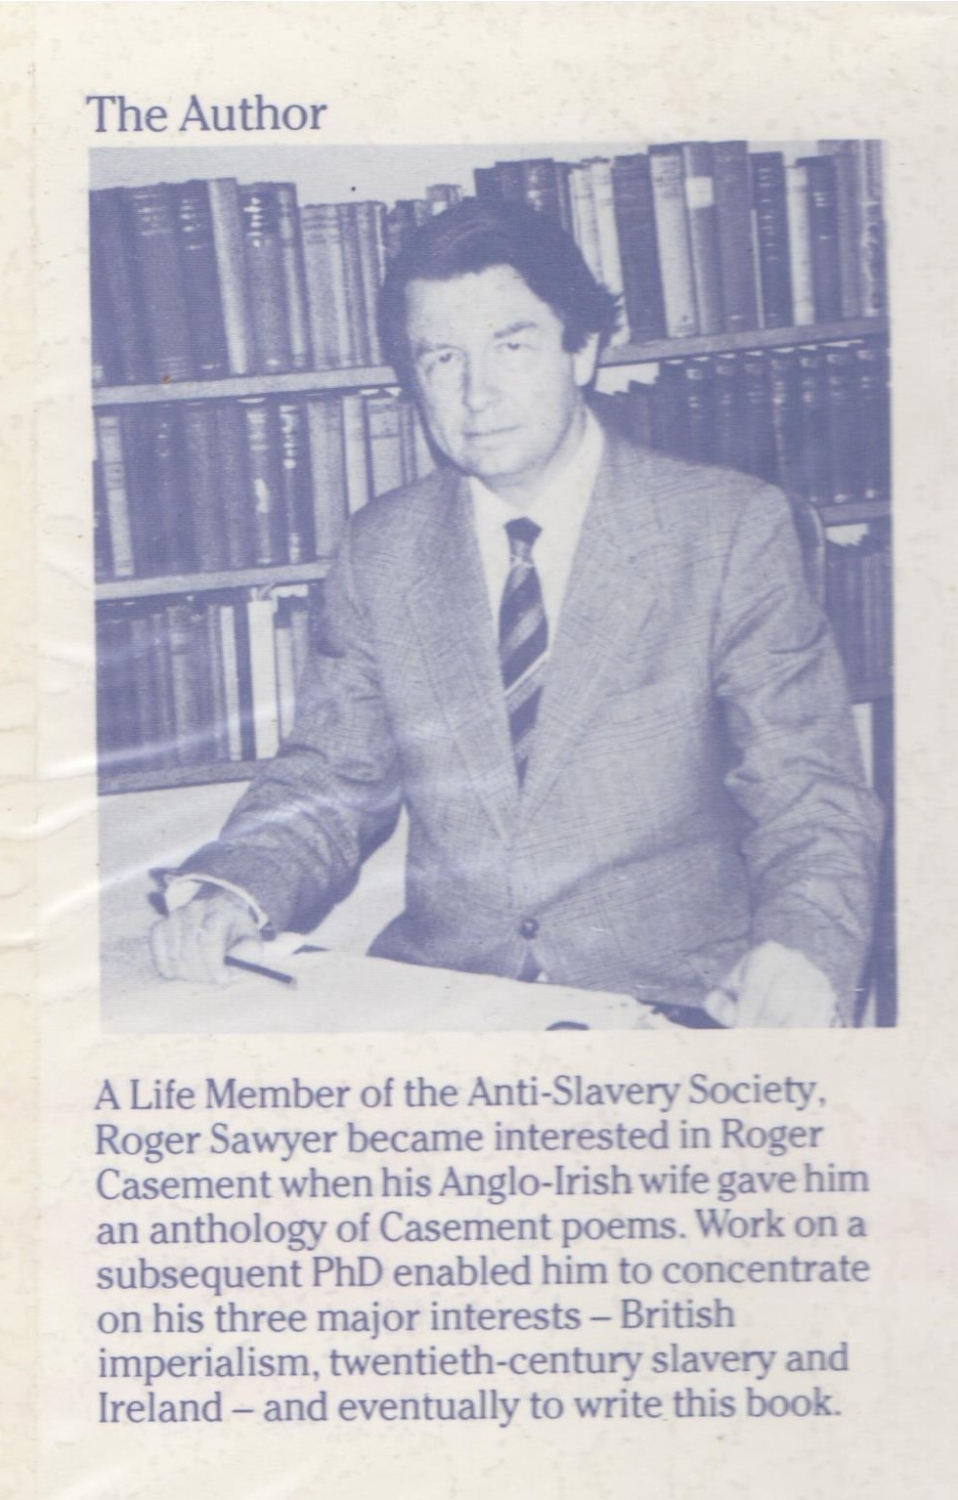 The Author
A Life Member of the Anti-Slavery Society,
Roger Sawyer became interested in Roger
Casement when his Anglo-Irish wife gave him
an anthology of Casement poems. Work on a
subsequent PhD enabled him to concentrate
on his three major interests – British
imperialism, twentieth-century slavery and
Ireland – and eventually to write this book.